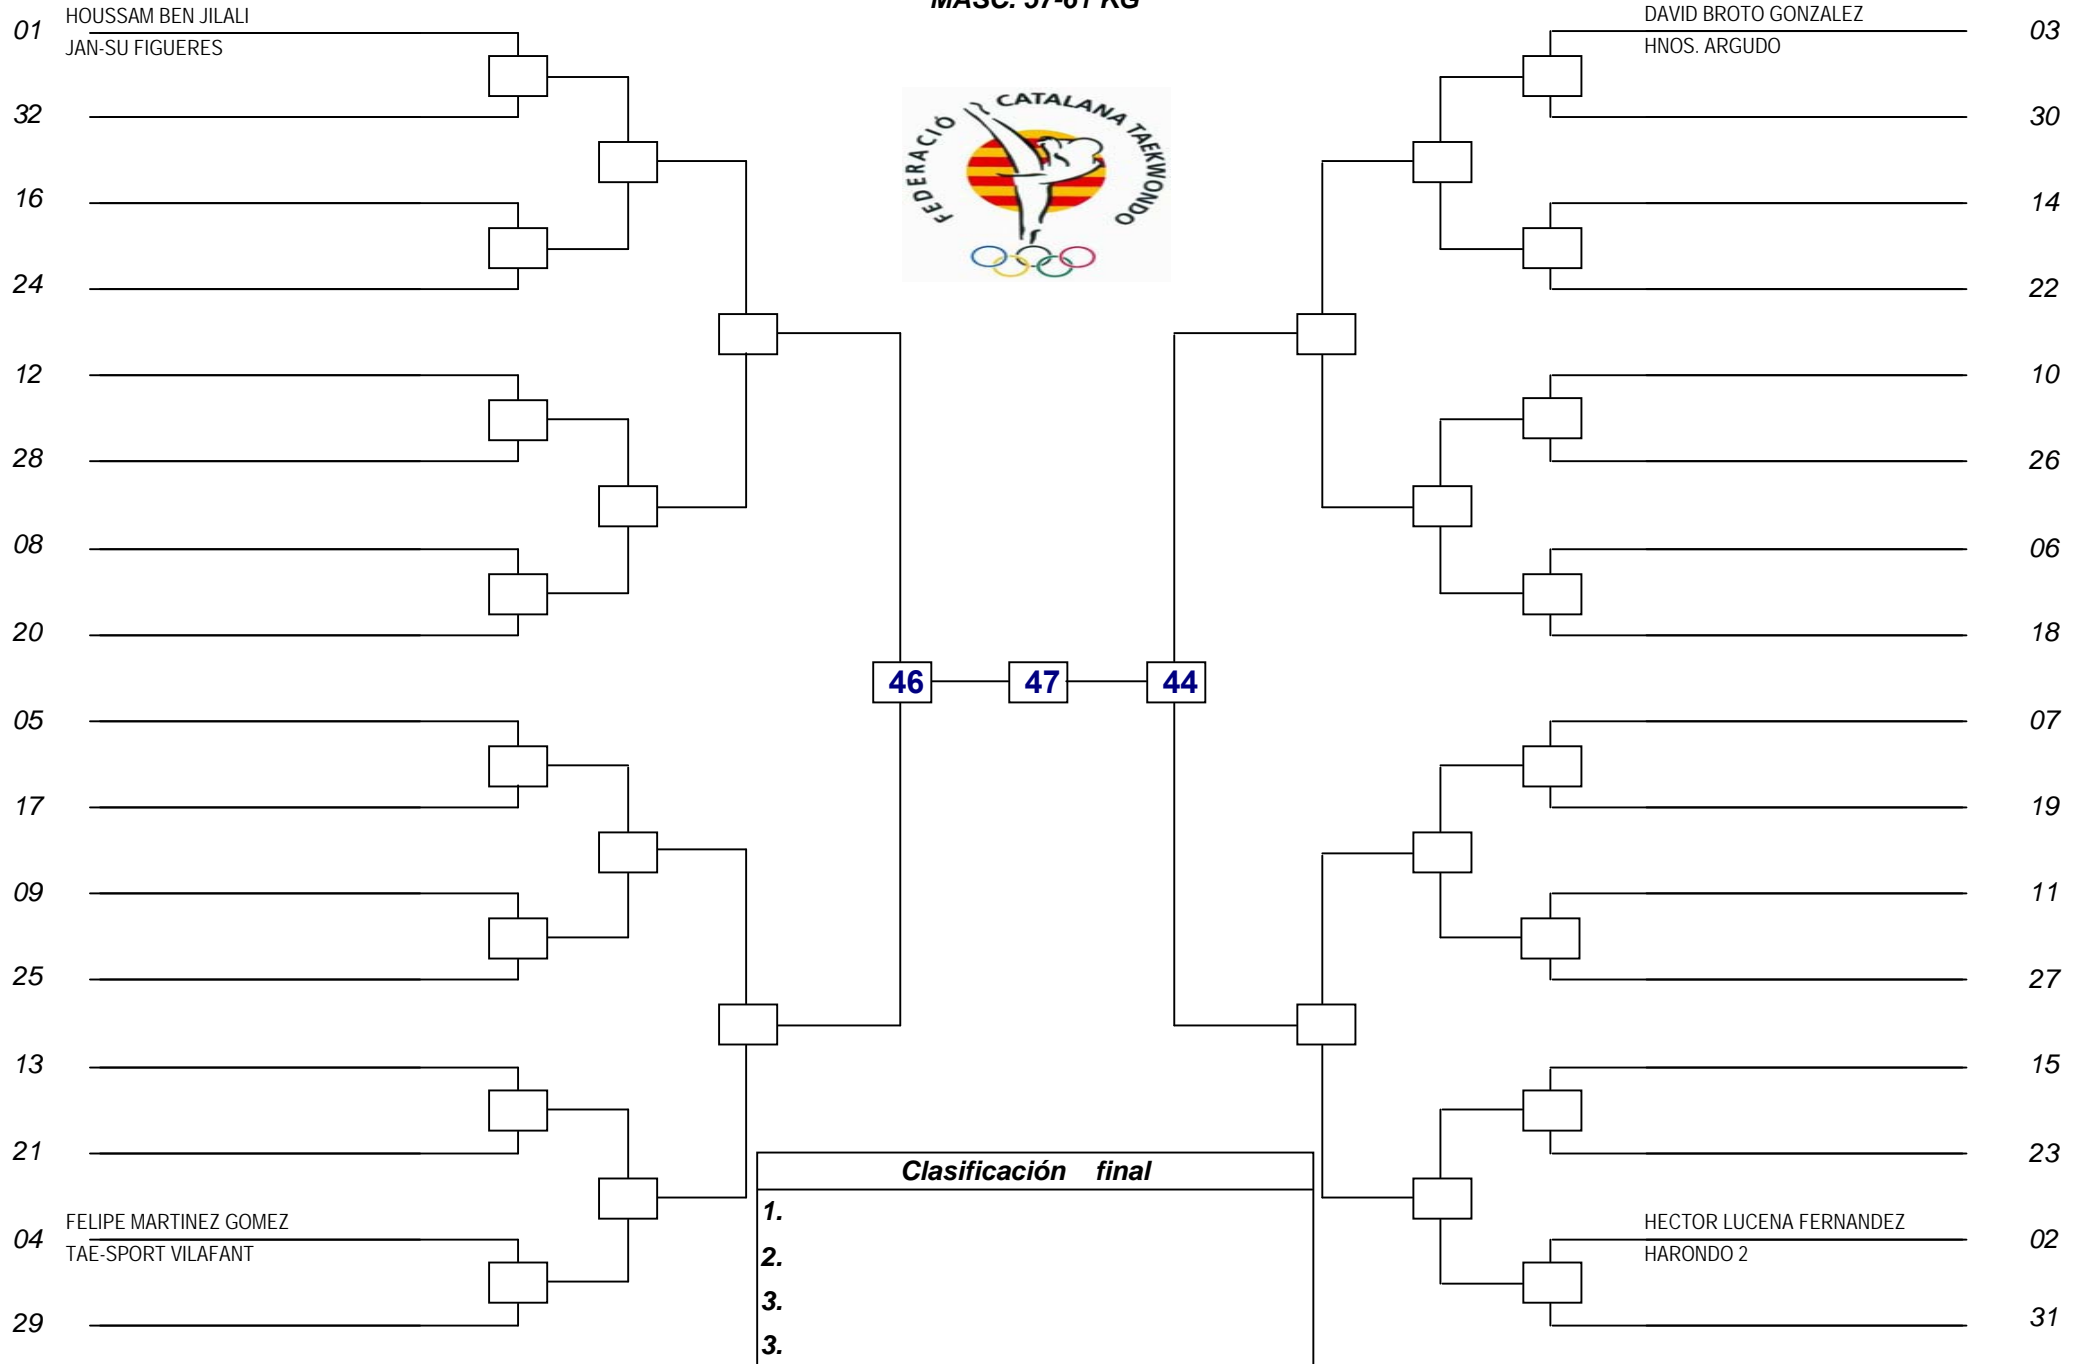 MASC. 57-61 KG
01 HOUSSAM BEN JILALI
JAN-SU FIGUERES
32
16
24
12
28
08
20
05
17
09
25
13
21
04 FELIPE MARTINEZ GOMEZ
TAE-SPORT VILAFANT
29
FEDERACIÓ CATALANA TAEKWONDO
46 47 44
DAVID BROTO GONZALEZ 03
HNOS. ARGUDO
30
14
22
10
26
06
18
07
19
11
27
15
23
HECTOR LUCENA FERNANDEZ 02
HARONDO 2
31
Clasificación final
1.
2.
3.
3.